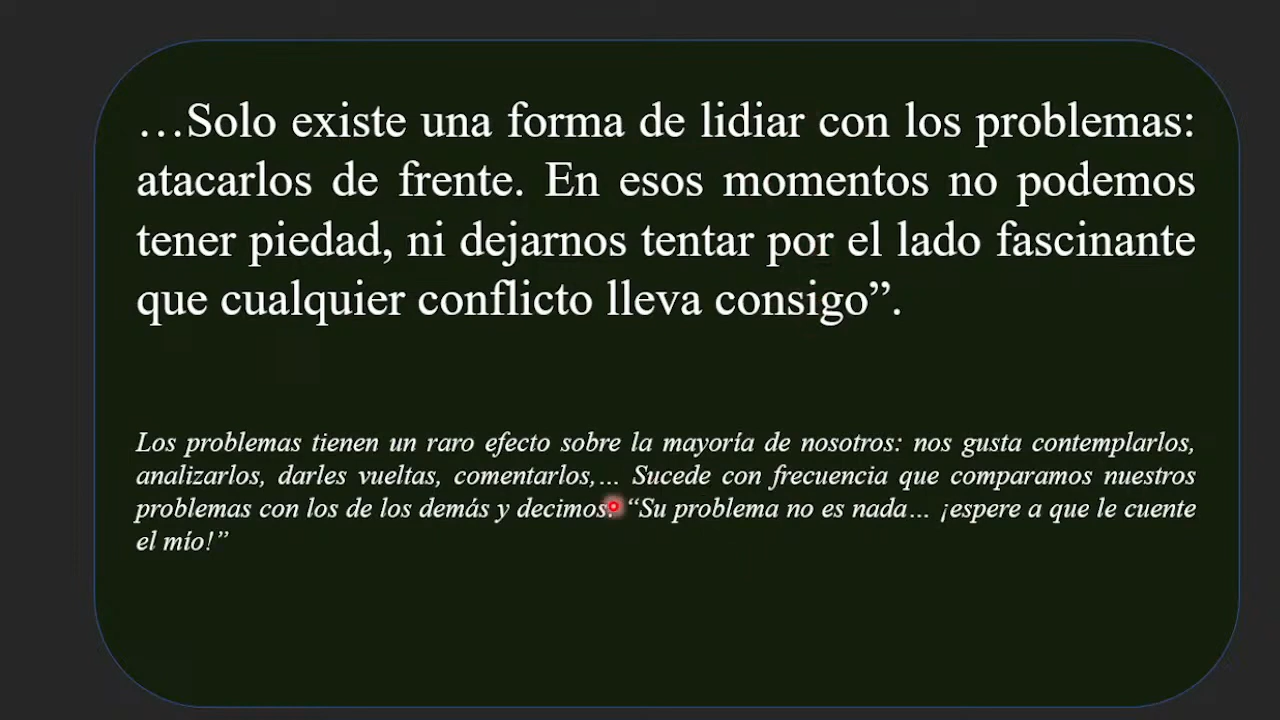 …Solo existe una forma de lidiar con los problemas:
atacarlos de frente. En esos momentos no podemos
tener piedad, ni dejarnos tentar por el lado fascinante
que cualquier conflicto lleva consigo”.
Los problemas tienen un raro efecto sobre la mayoría de nosotros: nos gusta contemplarlos,
analizarlos, darles vueltas, comentarlos,… Sucede con frecuencia que comparamos nuestros
problemas con los de los demás y decimos: “Su problema no es nada… ¡espere a que le cuente
el mío!”